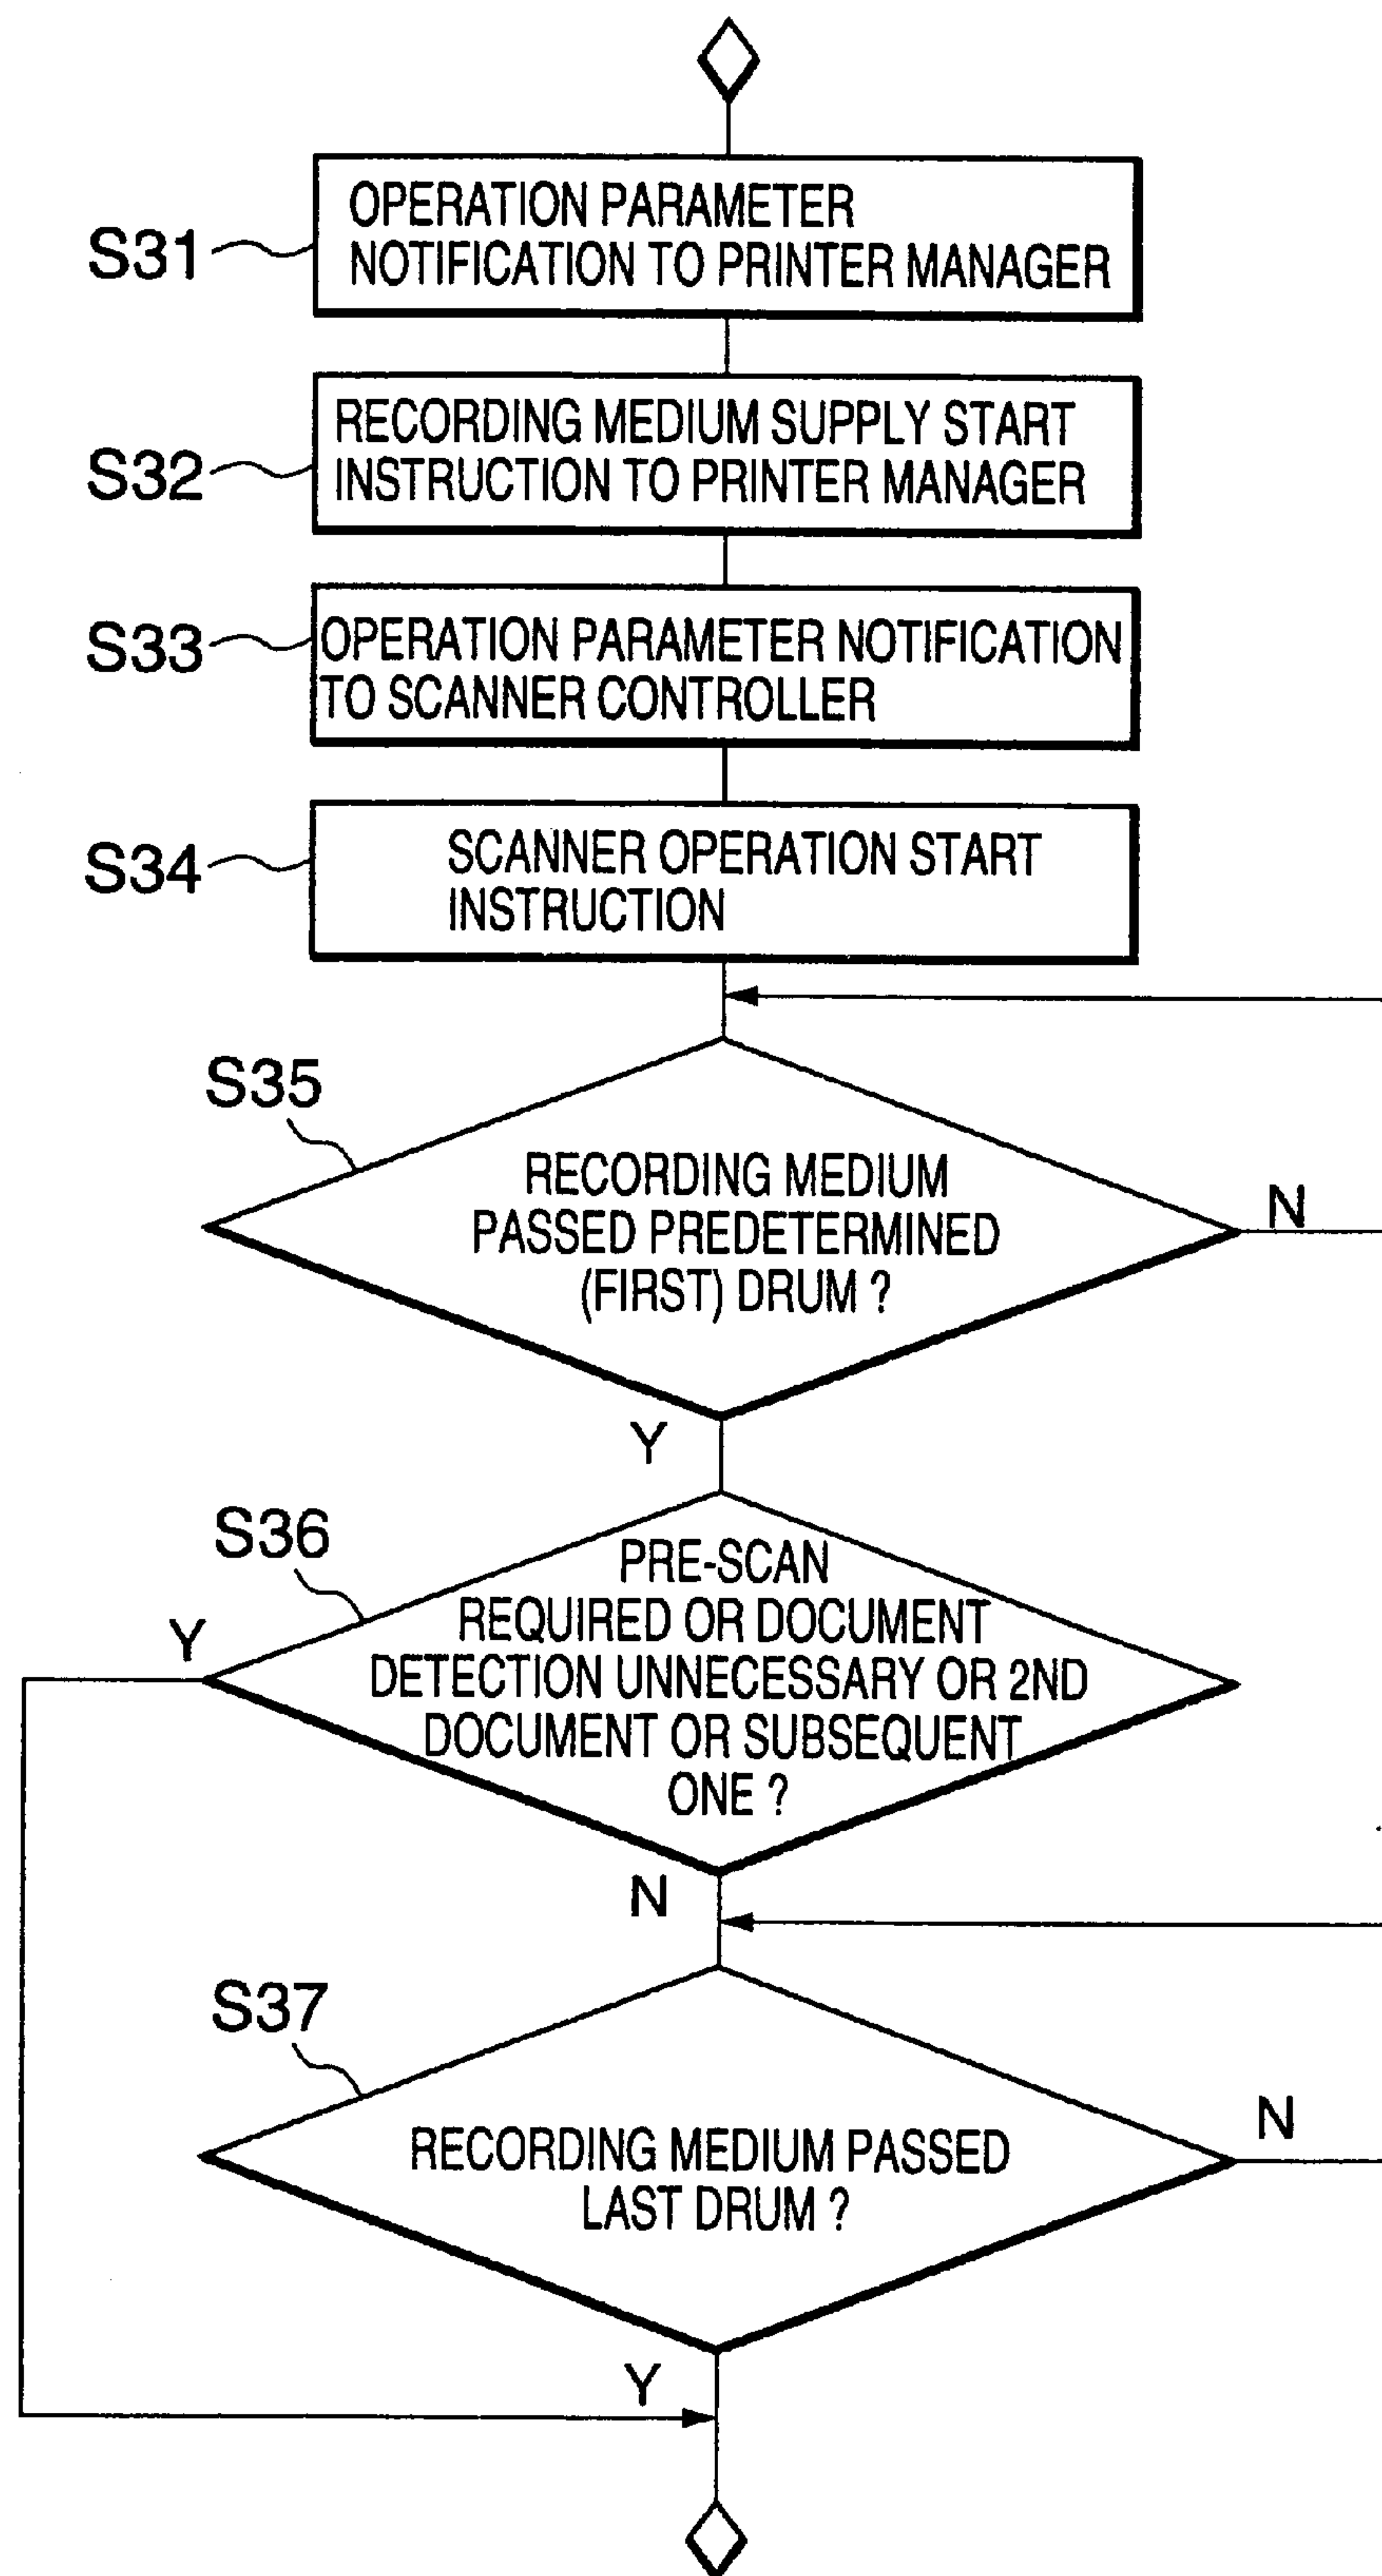 S31
OPERATION PARAMETER
NOTIFICATION TO PRINTER MANAGER
S32
RECORDING MEDIUM SUPPLY START
INSTRUCTION TO PRINTER MANAGER
S33
OPERATION PARAMETER NOTIFICATION
TO SCANNER CONTROLLER
S34
SCANNER OPERATION START
INSTRUCTION
S35
RECORDING MEDIUM
PASSED PREDETERMINED
(FIRST) DRUM ?
N
Y
S36
PRE-SCAN
REQUIRED OR DOCUMENT
DETECTION UNNECESSARY OR 2ND
DOCUMENT OR SUBSEQUENT
ONE ?
Y
N
S37
RECORDING MEDIUM PASSED
LAST DRUM ?
N
Y